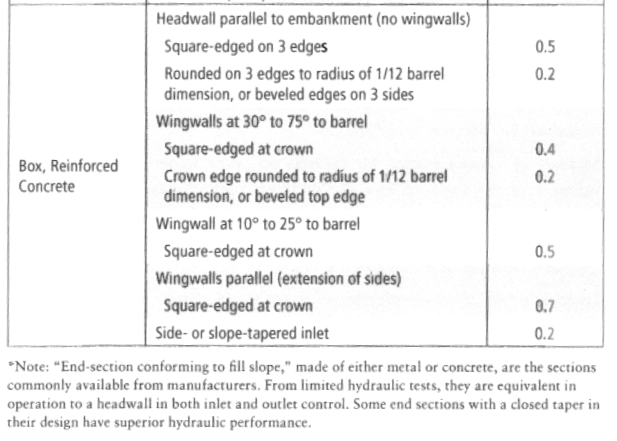 Headwall parallel to embankment (no wingwalls)
Square-edged on 3 edges 0.5
Rounded on 3 edges to radius of 1/12 barrel 0.2
dimension, or beveled edges on 3 sides
Wingwalls at 30° to 75° to barrel
Square-edged at crown 0.4
Box, Reinforced
Concrete
Crown edge rounded to radius of 1/12 barrel 0.2
dimension, or beveled top edge
Wingwall at 10° to 25° to barrel
Square-edged at crown 0.5
Wingwalls parallel (extension of sides)
Square-edged at crown 0.7
Side- or slope-tapered inlet 0.2
*Note: “End-section conforming to fill slope,” made of either metal or concrete, are the sections
commonly available from manufacturers. From limited hydraulic tests, they are equivalent in
operation to a headwall in both inlet and outlet control. Some end sections with a closed taper in
their design have superior hydraulic performance.